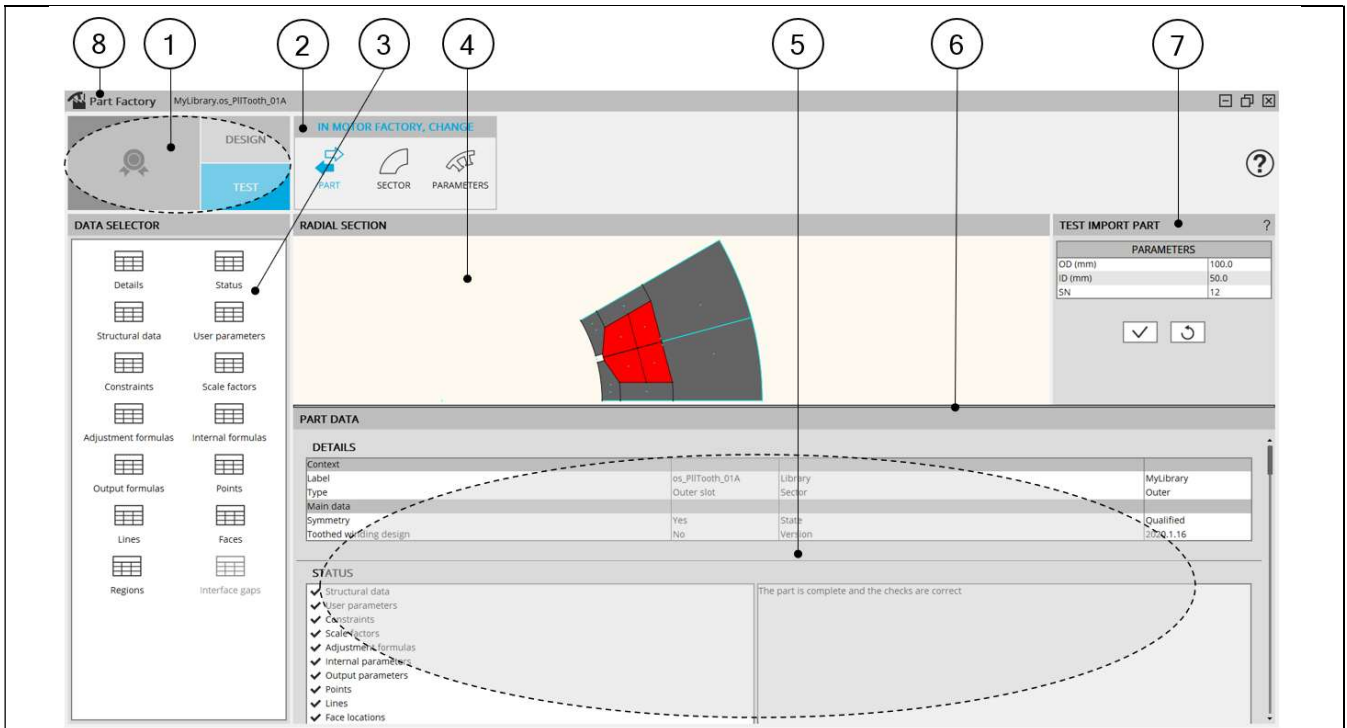 8 1 2 3 4 5 6 7
Part Factory MyLibrary.os_PllTooth_01A
DESIGN
TEST
IN MOTOR FACTORY, CHANGE
PART SECTOR PARAMETERS
?
DATA SELECTOR
Details Status
Structural data User parameters
Constraints Scale factors
Adjustment formulas Internal formulas
Output formulas Points
Lines Faces
Regions Interface gaps
RADIAL SECTION
TEST IMPORT PART ?
PARAMETERS
OD (mm) 100.0
ID (mm) 50.0
SN 12
PART DATA
DETAILS
Context
Label os_PllTooth_01A Library MyLibrary
Type Outer slot Sector Outer
Main data
Symmetry Yes State Qualified
Toothed winding design No Version 2020.1.16
STATUS
Structural data
User parameters
Constraints
Scale factors
Adjustment formulas
Internal parameters
Output parameters
Points
Lines
Face locations
The part is complete and the checks are correct